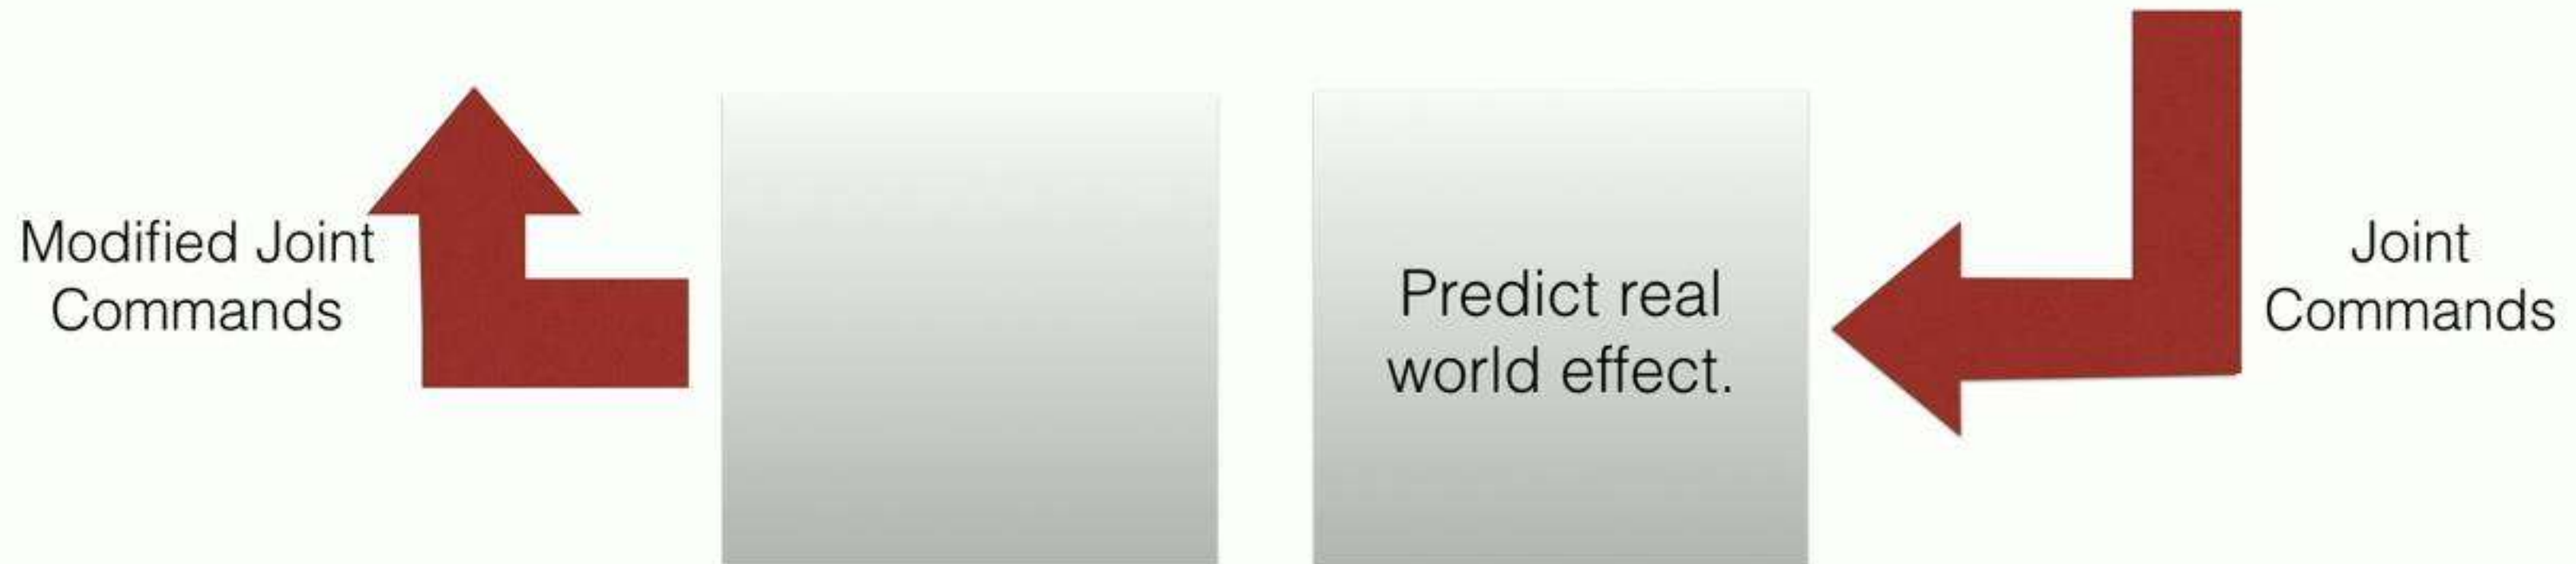 Modified Joint
Commands
Predict real
world effect.
Joint
Commands